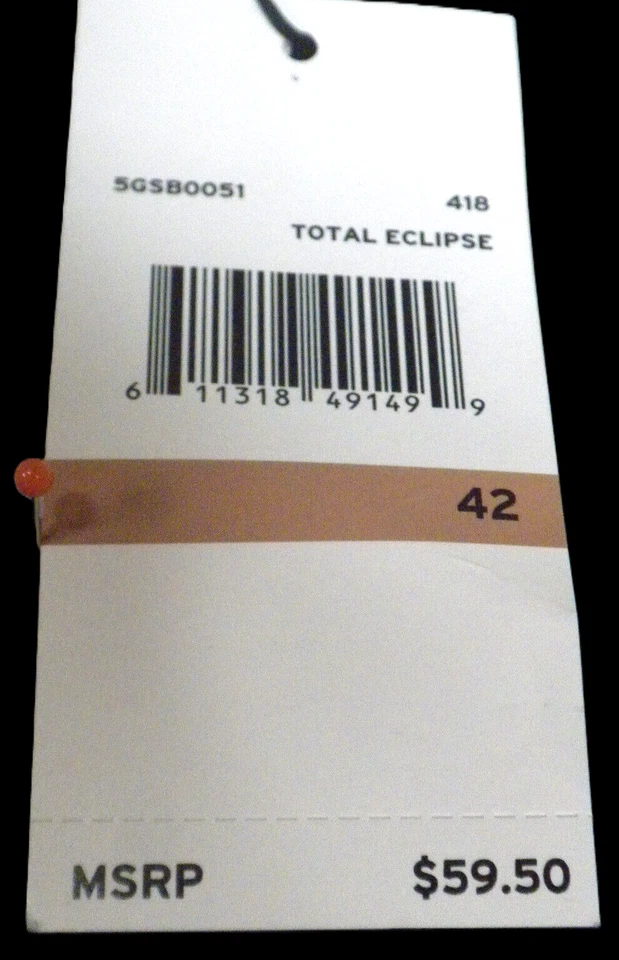 5GSB0051 418
TOTAL ECLIPSE
6 11318 49149 9
42
MSRP $59.50